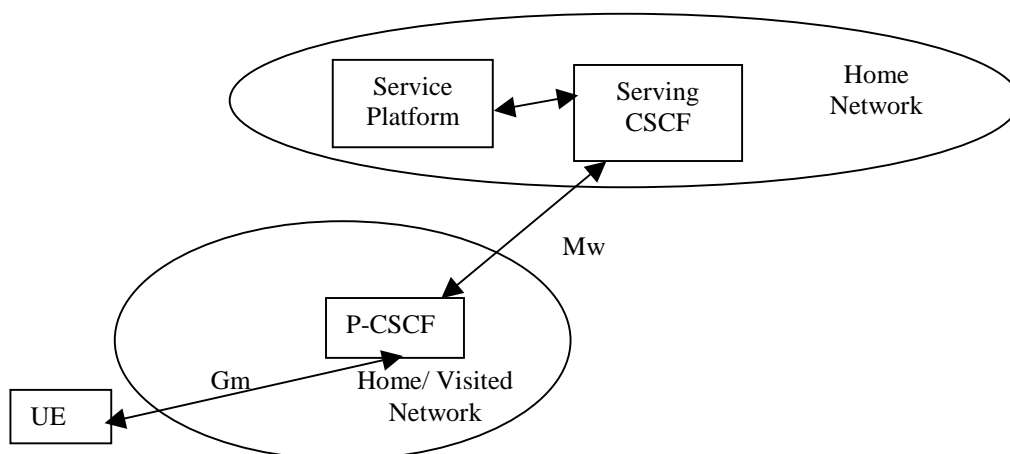 Service
Platform
Serving
CSCF
Home
Network
Mw
P-CSCF
Gm
Home/ Visited
Network
UE